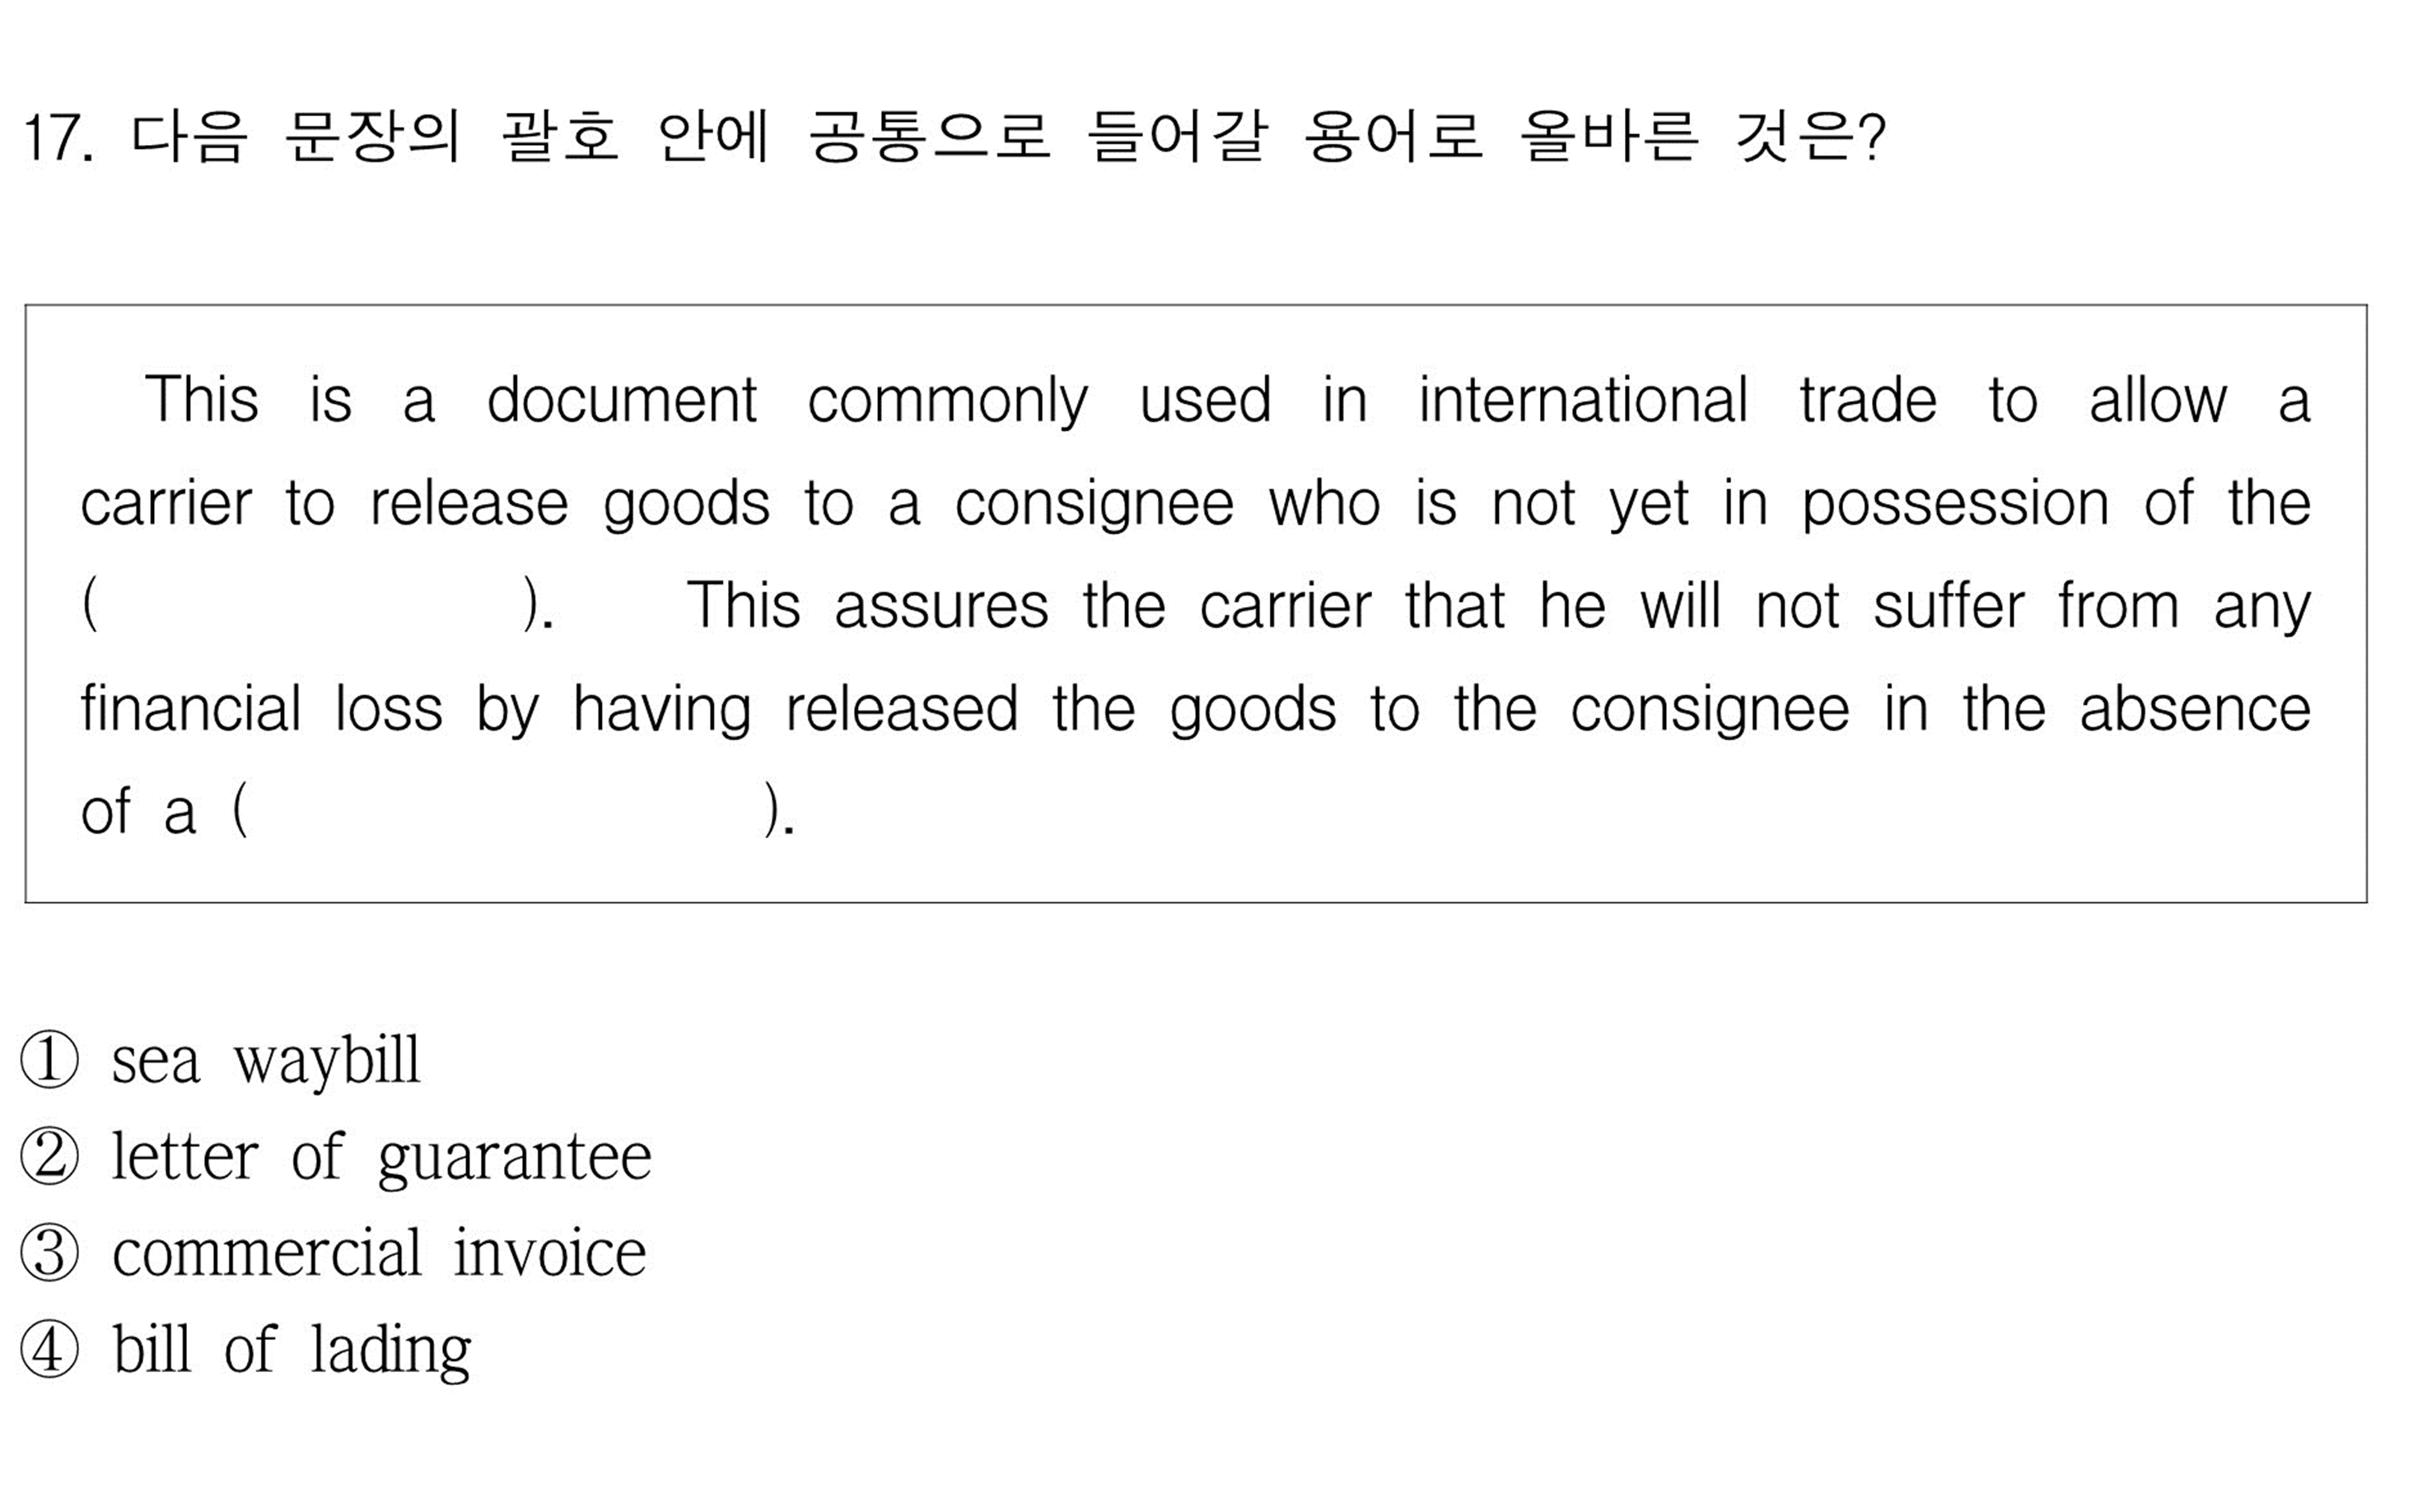 17. 다음 문장의 괄호 안에 공통으로 들어갈 용어로 올바른 것은?
This is a document commonly used in international trade to allow a
carrier to release goods to a consignee who is not yet in possession of the
( ). This assures the carrier that he will not suffer from any
financial loss by having released the goods to the consignee in the absence
of a ( ).
① sea waybill
② letter of guarantee
③ commercial invoice
④ bill of lading